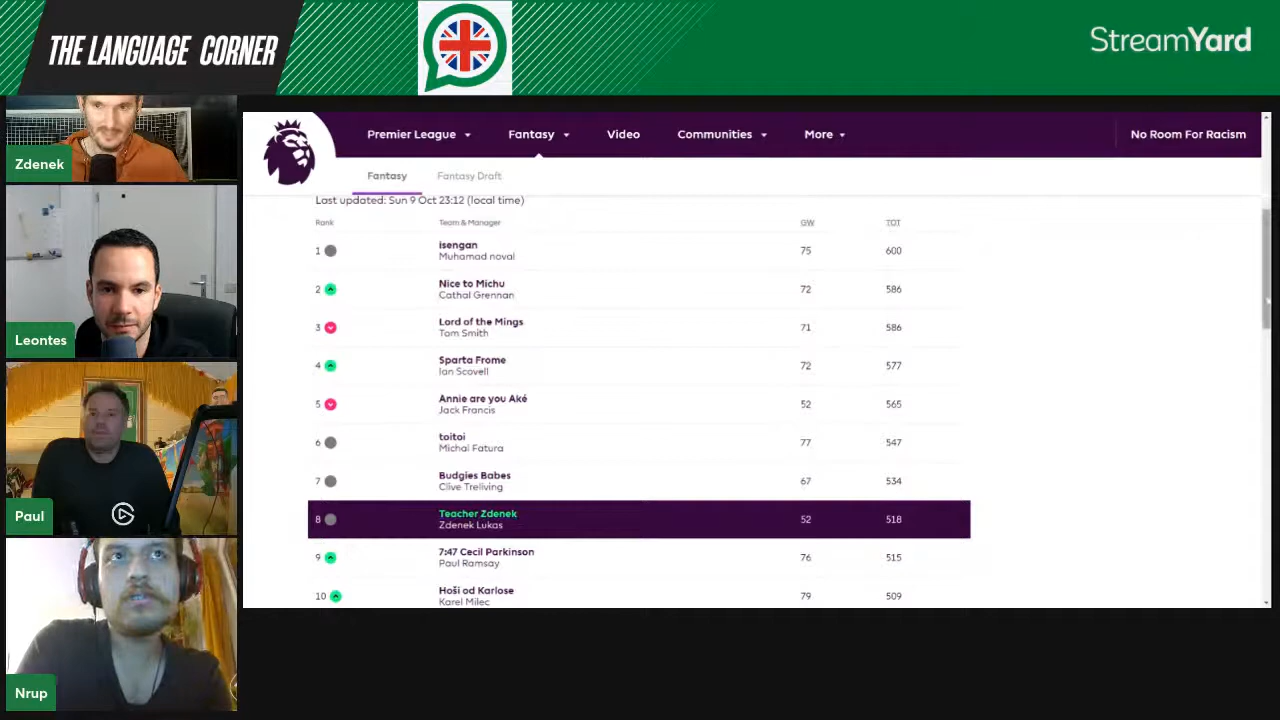 THE LANGUAGE CORNER
StreamYard
Zdenek
Leontes
Paul
Nrup
Premier League
Fantasy
Video
Communities
More
No Room For Racism
Fantasy
Fantasy Draft
Last updated: Sun 9 Oct 23:12 (local time)
Rank Team & Manager GW TOT
1 isengan 75 600
Muhamad noval
2 Nice to Michu 72 586
Cathal Grennan
3 Lord of the Mings 71 586
Tom Smith
4 Sparta Frome 72 577
Ian Scovell
5 Annie are you Aké 52 565
Jack Francis
6 toitoi 77 547
Michal Fatura
7 Budgies Babes 67 534
Clive Treliving
8 Teacher Zdenek 52 518
Zdenek Lukas
9 7:47 Cecil Parkinson 76 515
Paul Ramsay
10 Hoši od Karlose 79 509
Karel Milec